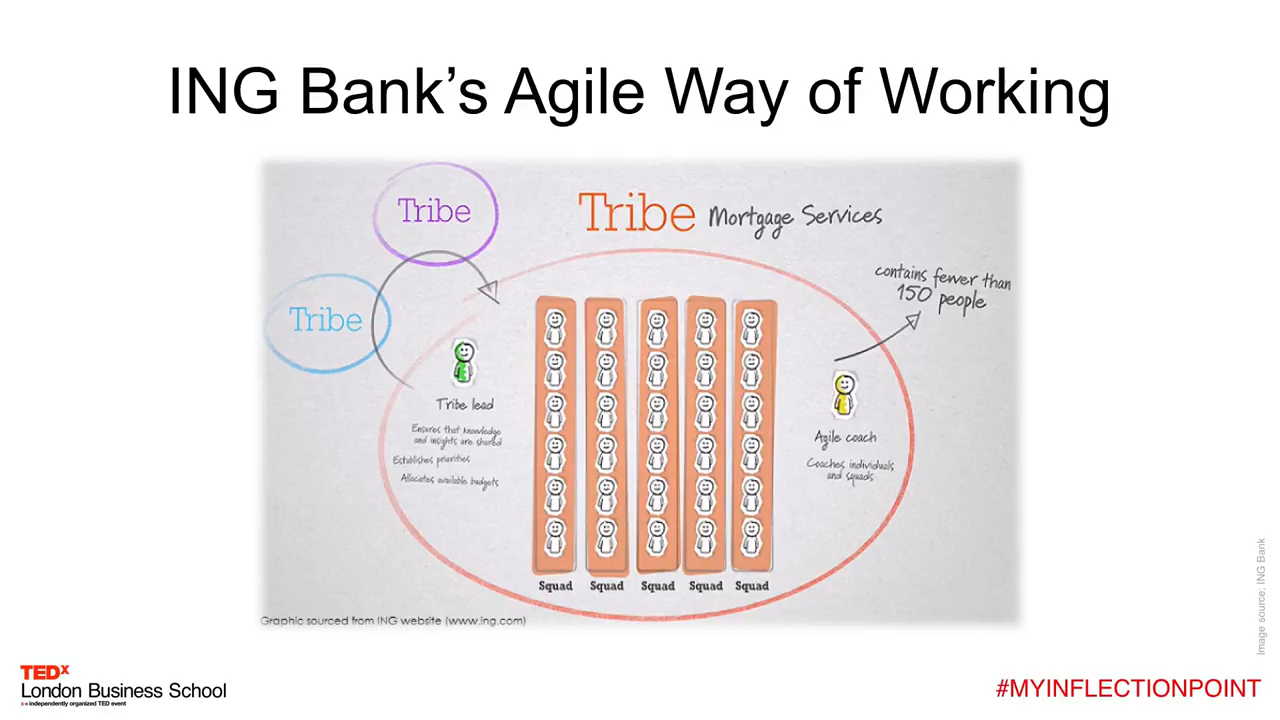 ING Bank's Agile Way of Working
Tribe
Tribe Mortgage Services
contains fewer than
150 people
Tribe
Tribe lead
Ensures that knowledge
and insights are shared
Establishes priorities
Allocates available budgets
Agile coach
Coaches individuals
and squads
Squad Squad Squad Squad Squad
Graphic sourced from ING website (www.ing.com)
Image source: ING Bank
TEDx
London Business School
x = independently organized TED event
#MYINFLECTIONPOINT